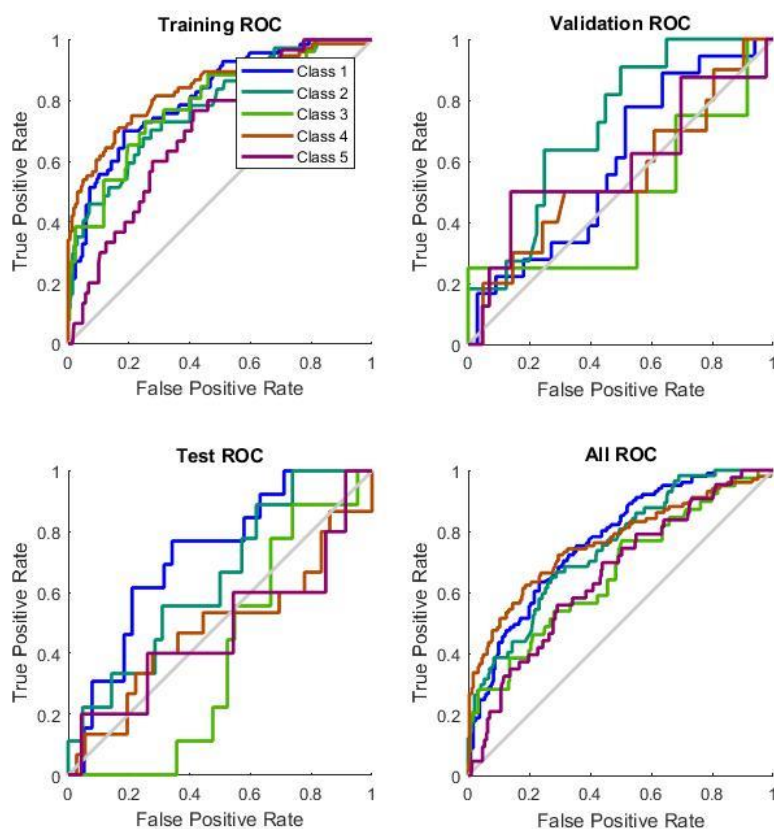 Training ROC
1
0.8
0.6
0.4
0.2
0
True Positive Rate
0 0.2 0.4 0.6 0.8 1
False Positive Rate
Class 1
Class 2
Class 3
Class 4
Class 5
Validation ROC
1
0.8
0.6
0.4
0.2
0
True Positive Rate
0 0.2 0.4 0.6 0.8 1
False Positive Rate
Test ROC
1
0.8
0.6
0.4
0.2
0
True Positive Rate
0 0.2 0.4 0.6 0.8 1
False Positive Rate
All ROC
1
0.8
0.6
0.4
0.2
0
True Positive Rate
0 0.2 0.4 0.6 0.8 1
False Positive Rate